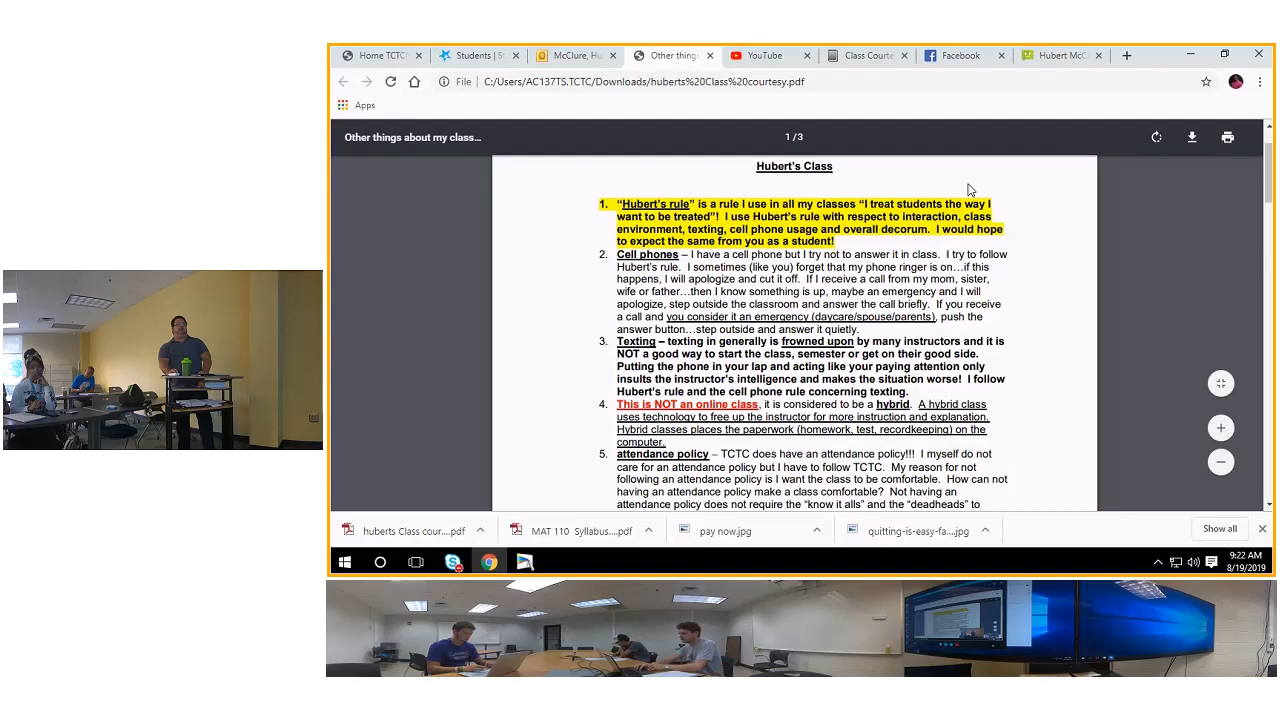 Home TCTC
Students | S
McClure, Hu
Other thing
YouTube
Class Courte
Facebook
Hubert McC
File
C:/Users/AC137TS.TCTC/Downloads/huberts%20Class%20courtesy.pdf
Apps
Other things about my class...
1 / 3
Hubert's Class
1. "Hubert's rule" is a rule I use in all my classes "I treat students the way I
want to be treated"! I use Hubert's rule with respect to interaction, class
environment, texting, cell phone usage and overall decorum. I would hope
to expect the same from you as a student!
2. Cell phones – I have a cell phone but I try not to answer it in class. I try to follow
Hubert's rule. I sometimes (like you) forget that my phone ringer is on…if this
happens, I will apologize and cut it off. If I receive a call from my mom, sister,
wife or father…then I know something is up, maybe an emergency and I will
apologize, step outside the classroom and answer the call briefly. If you receive
a call and you consider it an emergency (daycare/spouse/parents), push the
answer button…step outside and answer it quietly.
3. Texting – texting in generally is frowned upon by many instructors and it is
NOT a good way to start the class, semester or get on their good side.
Putting the phone in your lap and acting like your paying attention only
insults the instructor's intelligence and makes the situation worse! I follow
Hubert's rule and the cell phone rule concerning texting.
4. This is NOT an online class, it is considered to be a hybrid. A hybrid class
uses technology to free up the instructor for more instruction and explanation.
Hybrid classes places the paperwork (homework, test, recordkeeping) on the
computer.
5. attendance policy – TCTC does have an attendance policy!!! I myself do not
care for an attendance policy but I have to follow TCTC. My reason for not
following an attendance policy is I want the class to be comfortable. How can not
having an attendance policy make a class comfortable? Not having an
attendance policy does not require the "know it alls" and the "deadheads" to
huberts Class cour....pdf
MAT 110 Syllabus....pdf
pay now.jpg
quitting-is-easy-fa....jpg
Show all
9:22 AM
8/19/2019